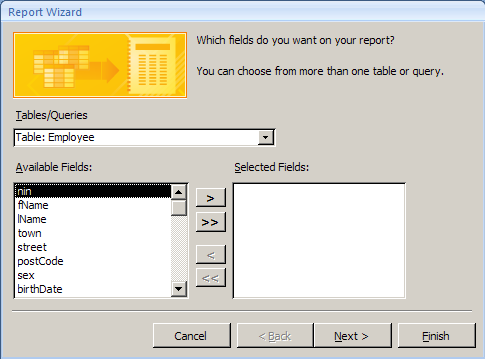 Report Wizard
Which fields do you want on your report?
You can choose from more than one table or query.
Tables/Queries
Table: Employee
Available Fields:
Selected Fields:
nin
fName
lName
town
street
postCode
sex
birthDate
>
>>
<
<<
Cancel
< Back
Next >
Finish